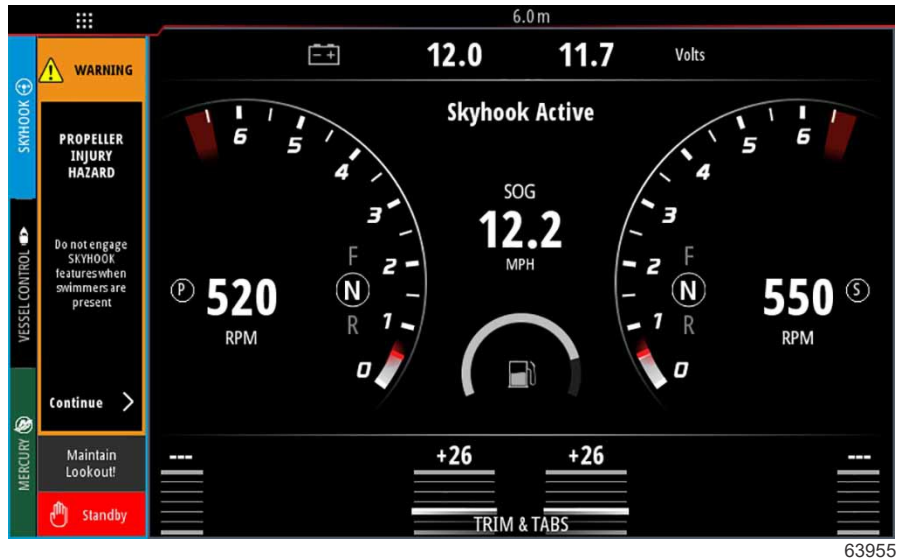 6.0 m
WARNING
PROPELLER
INJURY
HAZARD
Do not engage
SKYHOOK
features when
swimmers are
present
Continue
Maintain
Lookout!
Standby
SKYHOOK
VESSEL CONTROL
MERCURY
12.0 11.7 Volts
Skyhook Active
6
5
4
3
2
1
0
F
N
R
P
520
RPM
SOG
12.2
MPH
6
5
4
3
2
1
0
F
N
R
550
S
RPM
--- +26 +26 ---
TRIM & TABS
63955